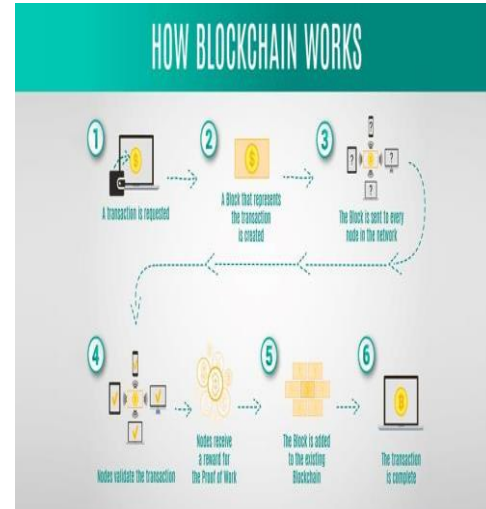 HOW BLOCKCHAIN WORKS
1
A transaction is requested
2
A Block that represents
the transaction
is created
3
The Block is sent to every
node in the network
4
Nodes validate the transaction
Nodes receive
a reward for
the Proof of Work
5
The Block is added
to the existing
Blockchain
6
The transaction
is complete